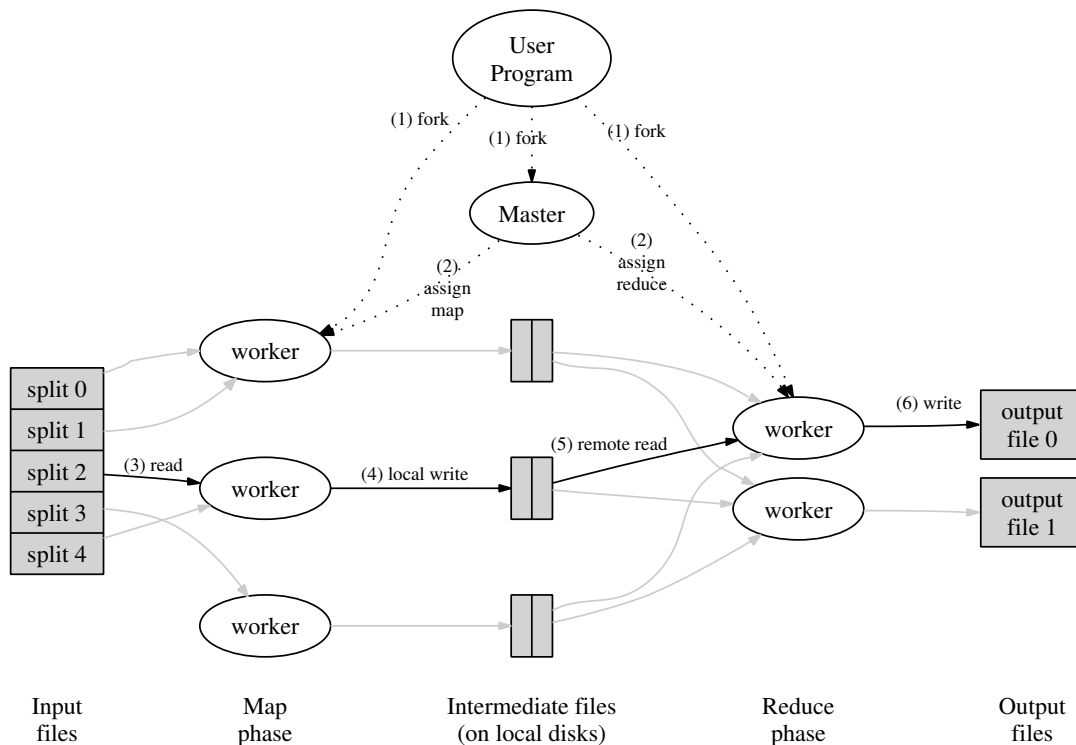 User
Program
(1) fork
(1) fork
(1) fork
Master
(2)
assign
map
(2)
assign
reduce
worker
split 0
split 1
split 2
split 3
split 4
(3) read
worker
(4) local write
(5) remote read
worker
(6) write
output
file 0
worker
output
file 1
worker
Input
files
Map
phase
Intermediate files
(on local disks)
Reduce
phase
Output
files